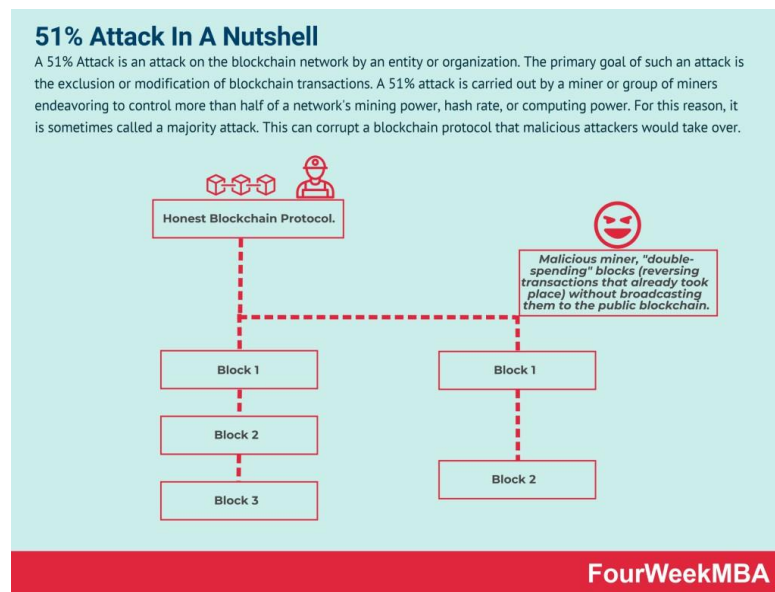 51% Attack In A Nutshell
A 51% Attack is an attack on the blockchain network by an entity or organization. The primary goal of such an attack is
the exclusion or modification of blockchain transactions. A 51% attack is carried out by a miner or group of miners
endeavoring to control more than half of a network's mining power, hash rate, or computing power. For this reason, it
is sometimes called a majority attack. This can corrupt a blockchain protocol that malicious attackers would take over.
Honest Blockchain Protocol.
Malicious miner, "double-
spending" blocks (reversing
transactions that already took
place) without broadcasting
them to the public blockchain.
Block 1
Block 1
Block 2
Block 2
Block 3
FourWeekMBA